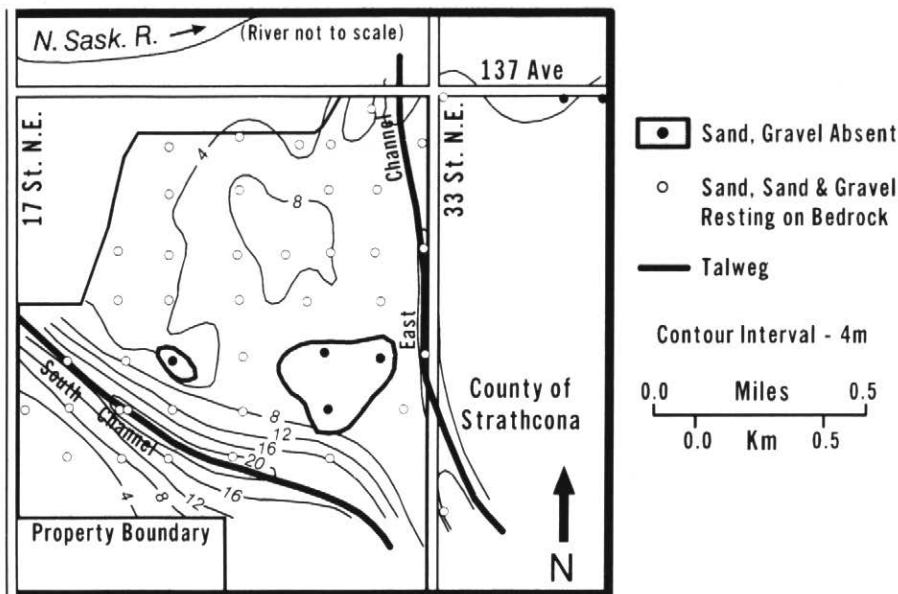 N. Sask. R.
(River not to scale)
137 Ave
17 St. N.E.
33 St. N.E.
Channel
East
4
8
South
Channel
8
12
16
20
16
12
8
4
County of
Strathcona
Property Boundary
N
Sand, Gravel Absent
Sand, Sand & Gravel
Resting on Bedrock
Talweg
Contour Interval - 4m
0.0 Miles 0.5
0.0 Km 0.5